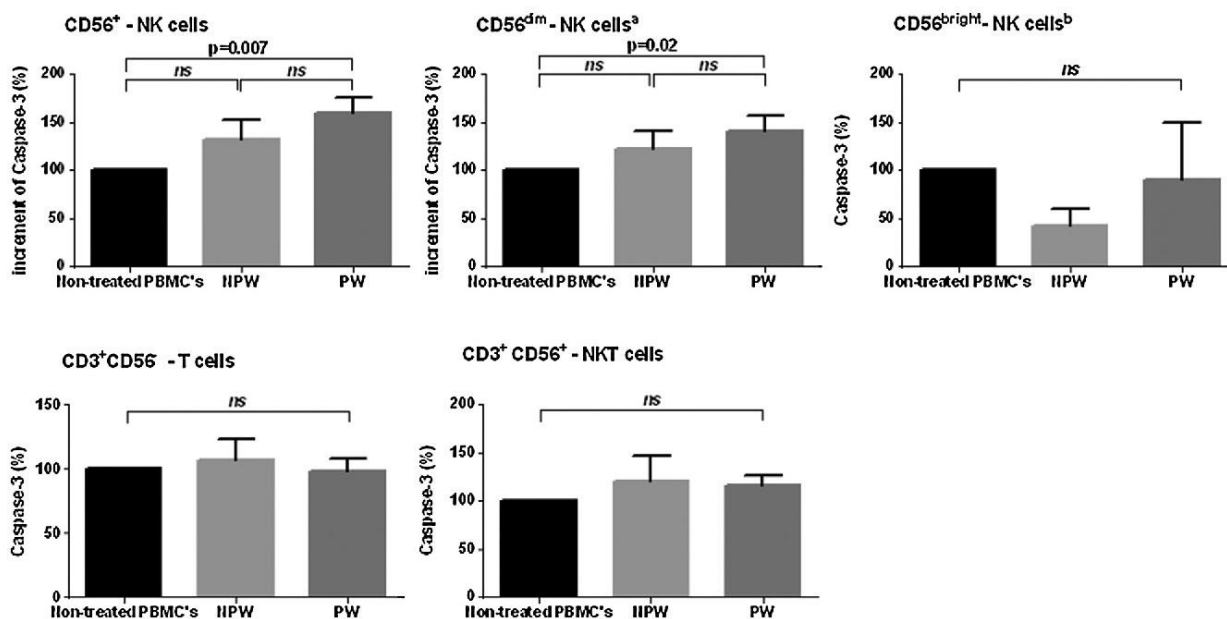 CD56⁺ - NK cells
p=0.007
ns
ns
increment of Caspase-3 (%)
200
150
100
50
0
Non-treated PBMC's
NPW
PW
CD56ᵈⁱᵐ - NK cellsᵃ
p=0.02
ns
ns
increment of Caspase-3 (%)
200
150
100
50
0
Non-treated PBMC's
NPW
PW
CD56ᵇʳⁱᵍʰᵗ- NK cellsᵇ
ns
Caspase-3 (%)
200
150
100
50
0
Non-treated PBMC's
NPW
PW
CD3⁺CD56⁻ - T cells
ns
Caspase-3 (%)
150
100
50
0
Non-treated PBMC's
NPW
PW
CD3⁺ CD56⁺ - NKT cells
ns
Caspase-3 (%)
200
150
100
50
0
Non-treated PBMC's
NPW
PW